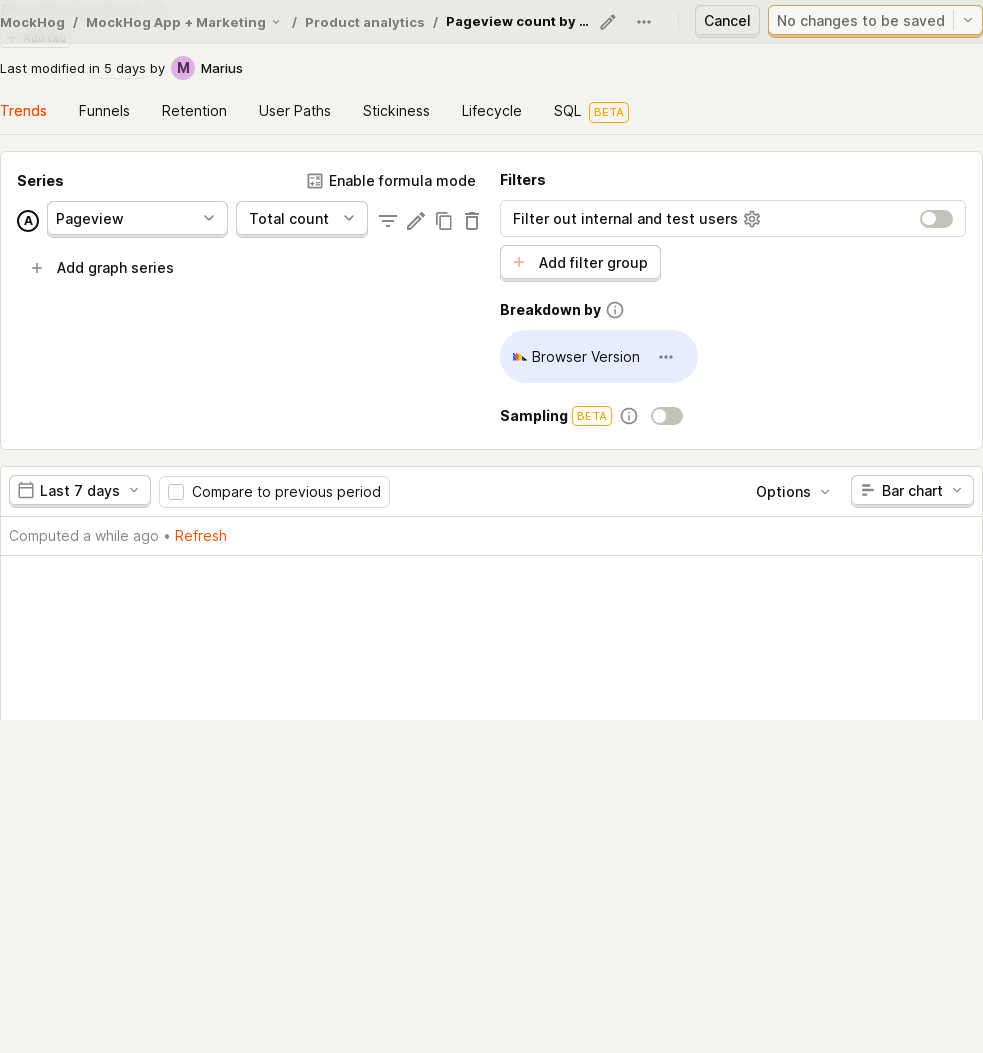 MockHog / MockHog App + Marketing / Product analytics / Pageview count by ...
Cancel
No changes to be saved
Add tag
Last modified in 5 days by M Marius
Trends Funnels Retention User Paths Stickiness Lifecycle SQL BETA
Series
Enable formula mode
A Pageview Total count
Add graph series
Filters
Filter out internal and test users
Add filter group
Breakdown by
Browser Version
Sampling BETA
Last 7 days
Compare to previous period
Options
Bar chart
Computed a while ago • Refresh